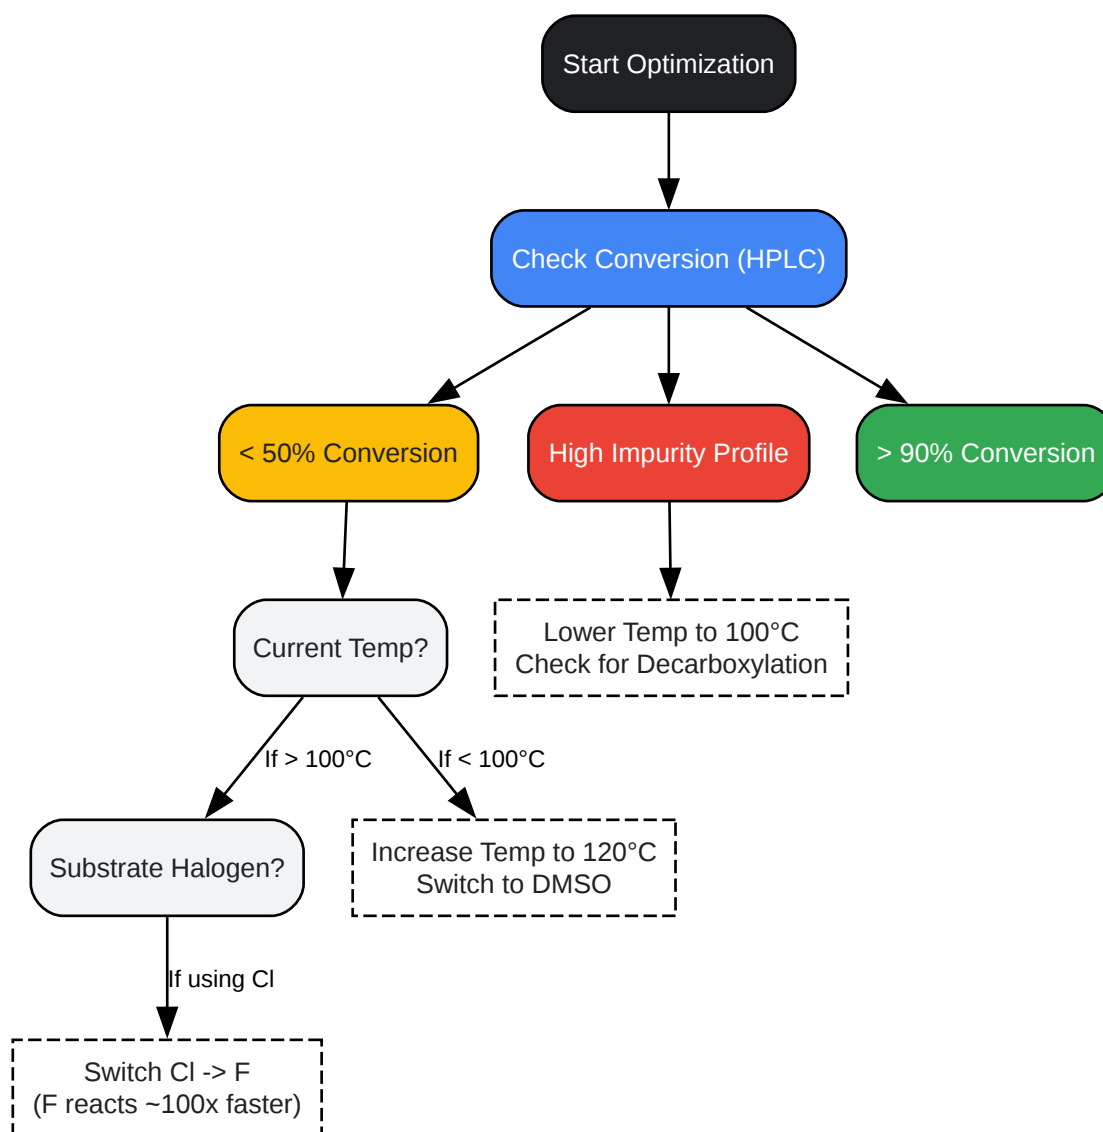 Start Optimization
Check Conversion (HPLC)
< 50% Conversion
High Impurity Profile
> 90% Conversion
Current Temp?
Lower Temp to 100°C
Check for Decarboxylation
If > 100°C
If < 100°C
Substrate Halogen?
Increase Temp to 120°C
Switch to DMSO
If using Cl
Switch Cl -> F
(F reacts ~100x faster)